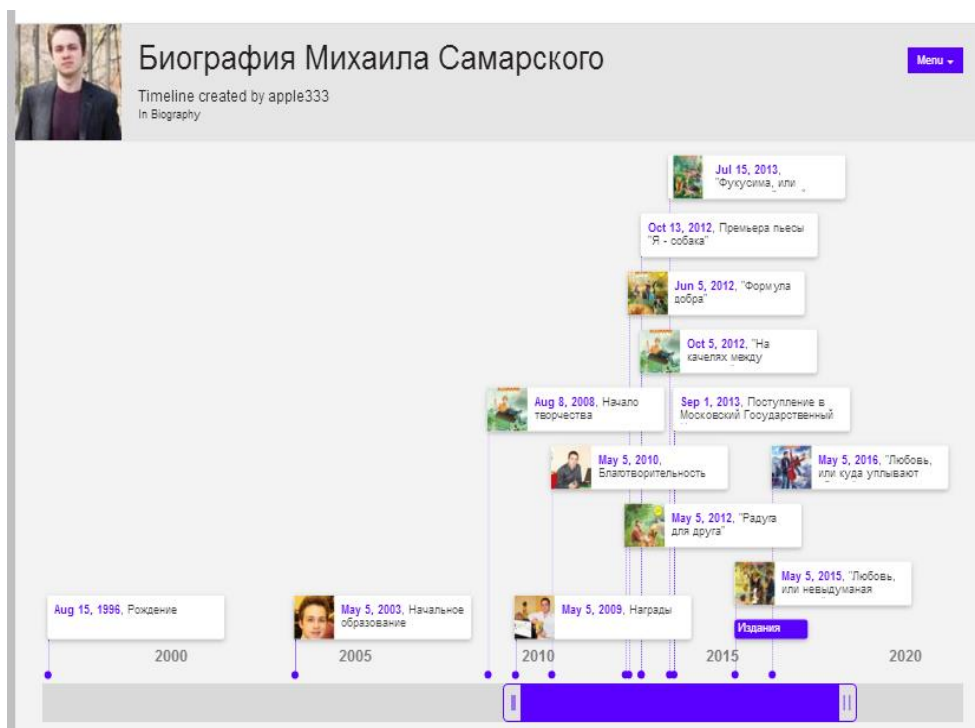 Биография Михаила Самарского
Menu
Timeline created by apple333
In Biography
Jul 15, 2013,
"Фукусима, или
Oct 13, 2012, Премьера пьесы
"Я - собака"
Jun 5, 2012, "Формула
добра"
Oct 5, 2012, "На
качелях между
Aug 8, 2008, Начало
творчества
Sep 1, 2013, Поступление в
Московский Государственный
May 5, 2010,
Благотворительность
May 5, 2016, "Любовь,
или куда уплывают
May 5, 2012, "Радуга
для друга"
May 5, 2015, "Любовь,
или невыдуманая
Aug 15, 1996, Рождение
May 5, 2003, Начальное
образование
May 5, 2009, Награды
Издания
2000
2005
2010
2015
2020